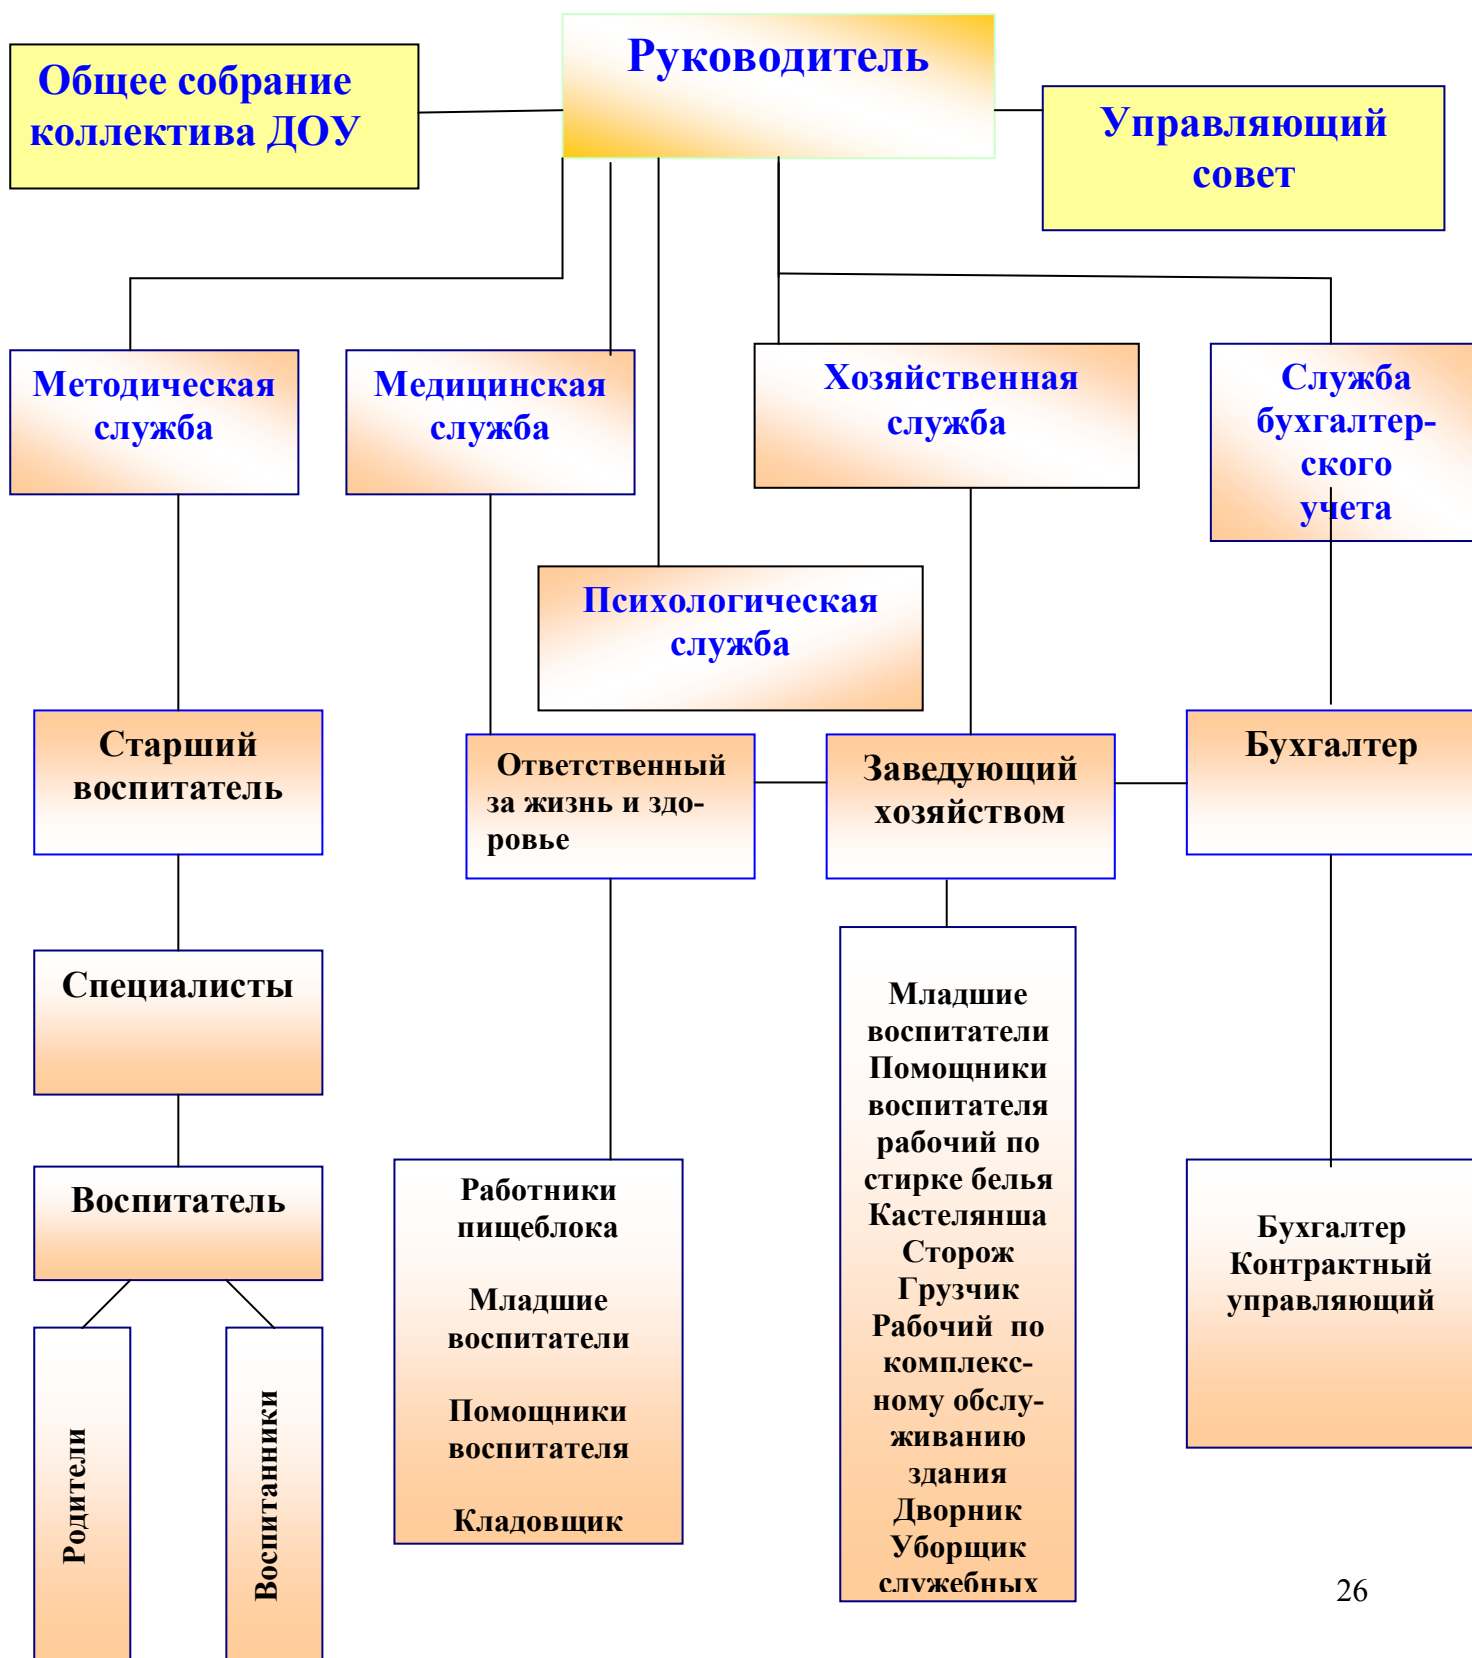 Руководитель
Общее собрание
коллектива ДОУ
Управляющий
совет
Методическая
служба
Медицинская
служба
Хозяйственная
служба
Служба
бухгалтер-
ского
учета
Психологическая
служба
Старший
воспитатель
Ответственный
за жизнь и здо-
ровье
Заведующий
хозяйством
Бухгалтер
Специалисты
Воспитатель
Родители
Воспитанники
Работники
пищеблока
Младшие
воспитатели
Помощники
воспитателя
Кладовщик
Младшие
воспитатели
Помощники
воспитателя
рабочий по
стирке белья
Кастелянша
Сторож
Грузчик
Рабочий по
комплекс-
ному обслу-
живанию
здания
Дворник
Уборщик
служебных
Бухгалтер
Контрактный
управляющий
26